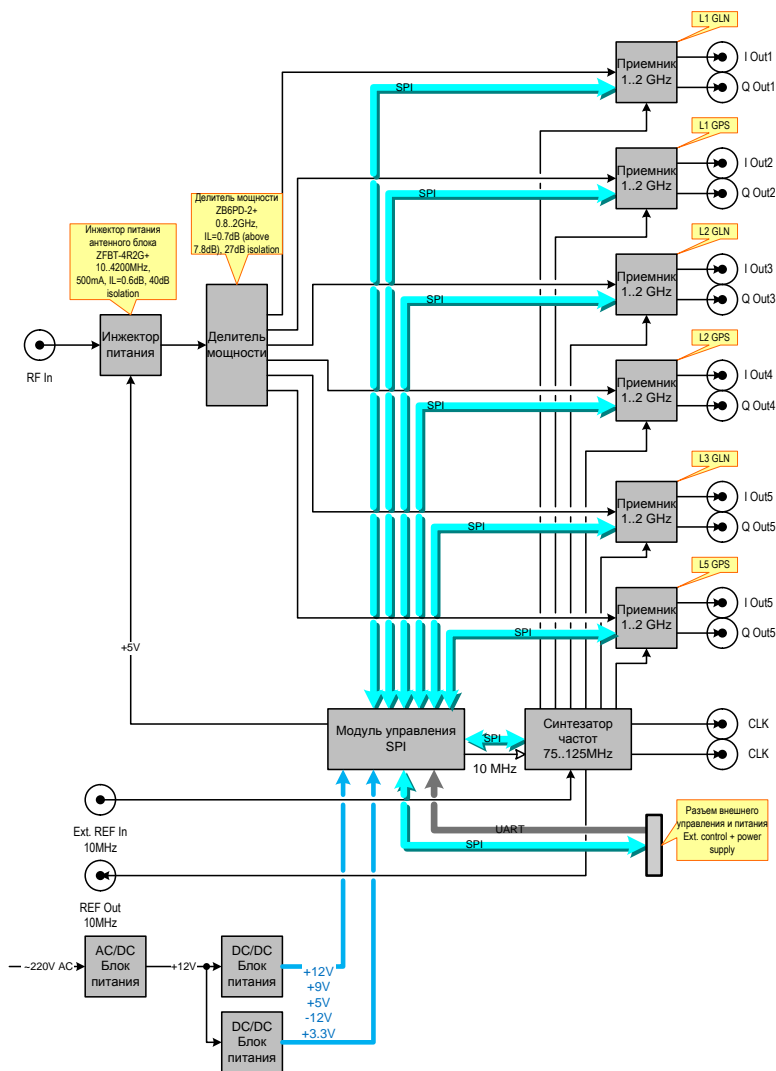 L1 GLN
Приемник
1..2 GHz
I Out1
Q Out1
SPI
L1 GPS
Приемник
1..2 GHz
I Out2
Q Out2
SPI
Делитель мощности
ZB6PD-2+
0.8..2GHz,
IL=0.7dB (above
7.8dB), 27dB isolation
Инжектор питания
антенного блока
ZFBT-4R2G+
10..4200MHz,
500mA, IL=0.6dB, 40dB
isolation
L2 GLN
Приемник
1..2 GHz
I Out3
Q Out3
SPI
RF In
Инжектор
питания
Делитель
мощности
L2 GPS
Приемник
1..2 GHz
I Out4
Q Out4
SPI
L3 GLN
Приемник
1..2 GHz
I Out5
Q Out5
SPI
L5 GPS
Приемник
1..2 GHz
I Out5
Q Out5
SPI
+5V
Модуль управления
SPI
SPI
10 MHz
Синтезатор
частот
75..125MHz
CLK
CLK
Ext. REF In
10MHz
UART
SPI
Разъем внешнего
управления и питания
Ext. control + power
supply
REF Out
10MHz
~220V AC
AC/DC
Блок
питания
+12V
DC/DC
Блок
питания
+12V
+9V
+5V
-12V
+3.3V
DC/DC
Блок
питания